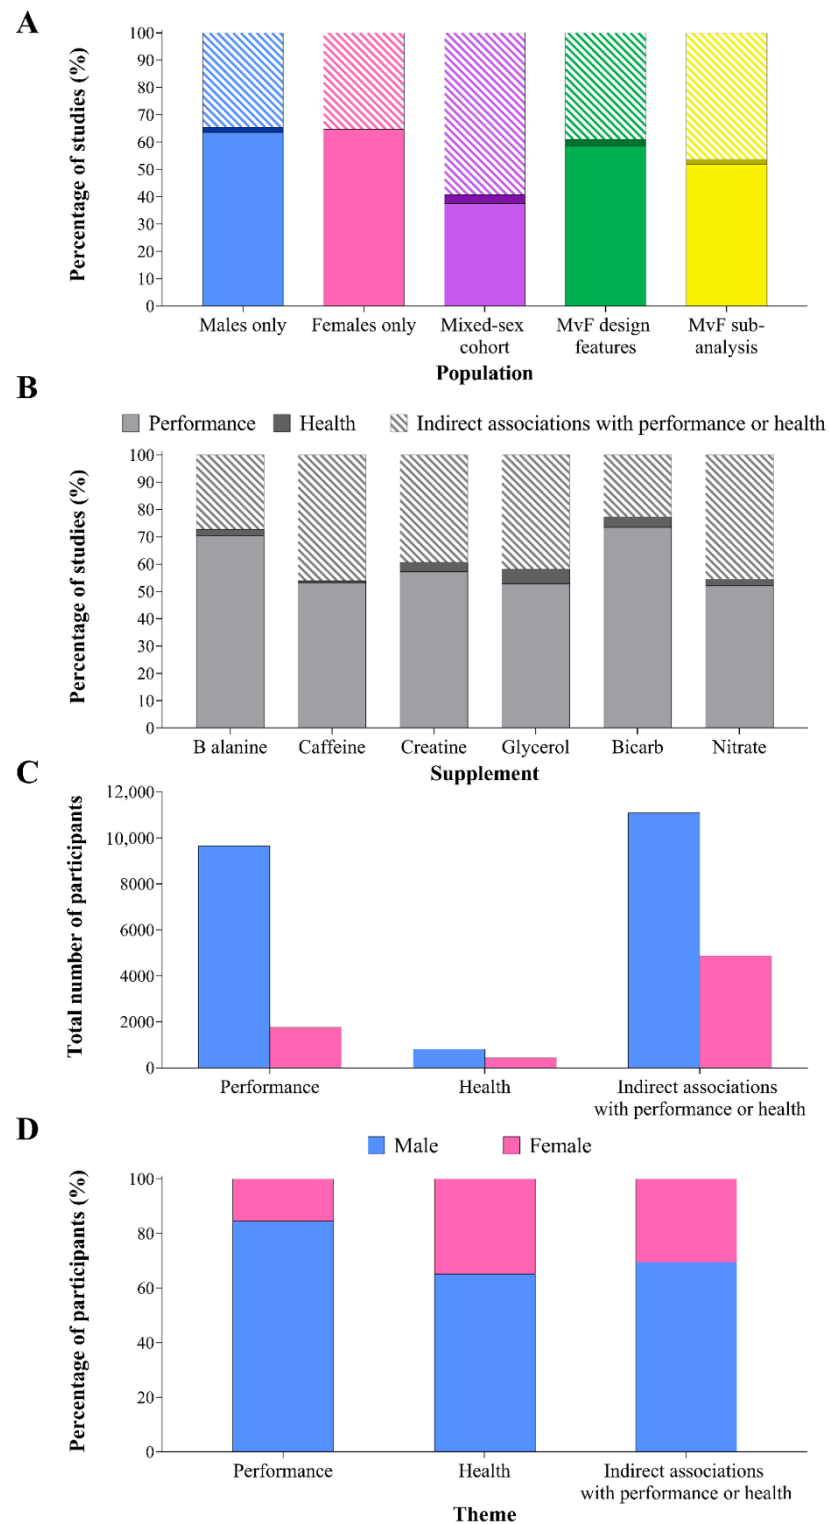 A
Percentage of studies (%)
100
90
80
70
60
50
40
30
20
10
0
Males only
Females only
Mixed-sex
cohort
MvF design
features
MvF sub-
analysis
Population
B
Performance
Health
Indirect associations with performance or health
Percentage of studies (%)
100
90
80
70
60
50
40
30
20
10
0
B alanine
Caffeine
Creatine
Glycerol
Bicarb
Nitrate
Supplement
C
Total number of participants
12,000
10,000
8000
6000
4000
2000
0
Performance
Health
Indirect associations
with performance or health
D
Male
Female
Percentage of participants (%)
100
80
60
40
20
0
Performance
Health
Indirect associations
with performance or health
Theme